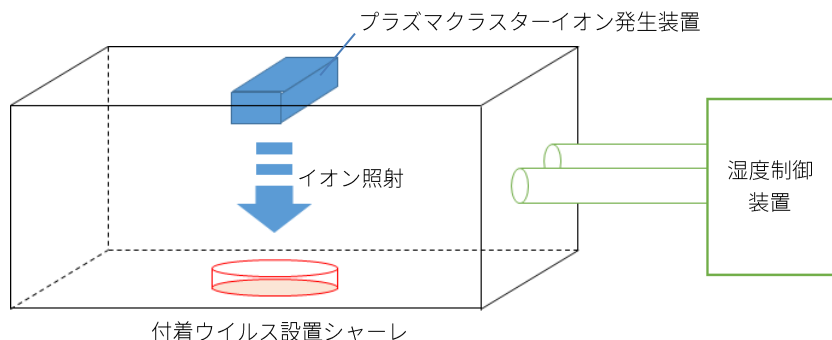 プラズマクラスターイオン発生装置
イオン照射
湿度制御
装置
付着ウイルス設置シャーレ